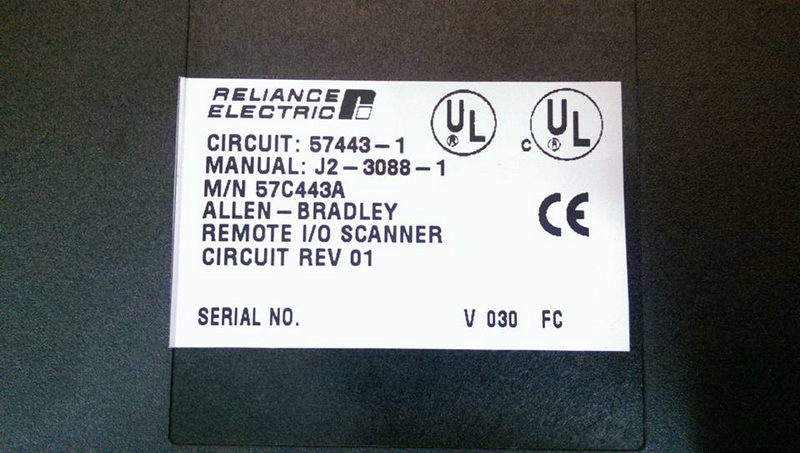 RELIANCE
ELECTRIC
UL ®
C UL ®
CIRCUIT: 57443-1
MANUAL: J2-3088-1
M/N 57C443A
ALLEN-BRADLEY
REMOTE I/O SCANNER
CIRCUIT REV 01
CE
SERIAL NO. V 030 FC